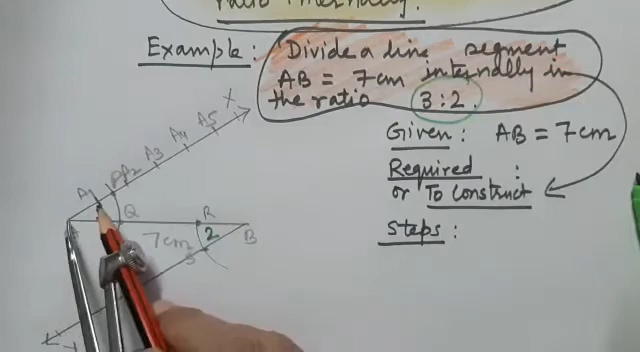 ratio internally.
Example: Divide a line segment
AB = 7cm internally in
the ratio 3:2.
Given: AB = 7cm
Required :
or To Construct
Steps :
X
A5
A4
A3
A2
P
A1
Q
R
B
7cm
2
S
Y